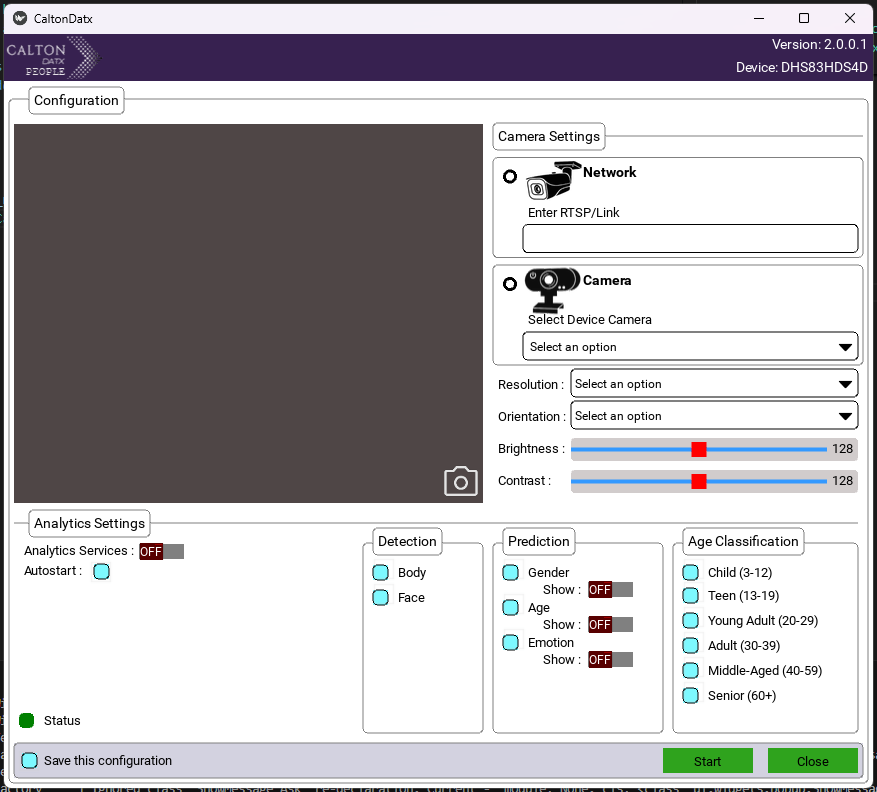 CaltonDatx
CALTON
DATX
PEOPLE
Version: 2.0.0.1
Device: DHS83HDS4D
Configuration
Camera Settings
Network
Enter RTSP/Link
Camera
Select Device Camera
Select an option
Resolution : Select an option
Orientation : Select an option
Brightness : 128
Contrast : 128
Analytics Settings
Analytics Services : OFF
Autostart :
Status
Detection
Body
Face
Prediction
Gender
Show : OFF
Age
Show : OFF
Emotion
Show : OFF
Age Classification
Child (3-12)
Teen (13-19)
Young Adult (20-29)
Adult (30-39)
Middle-Aged (40-59)
Senior (60+)
Save this configuration
Start
Close